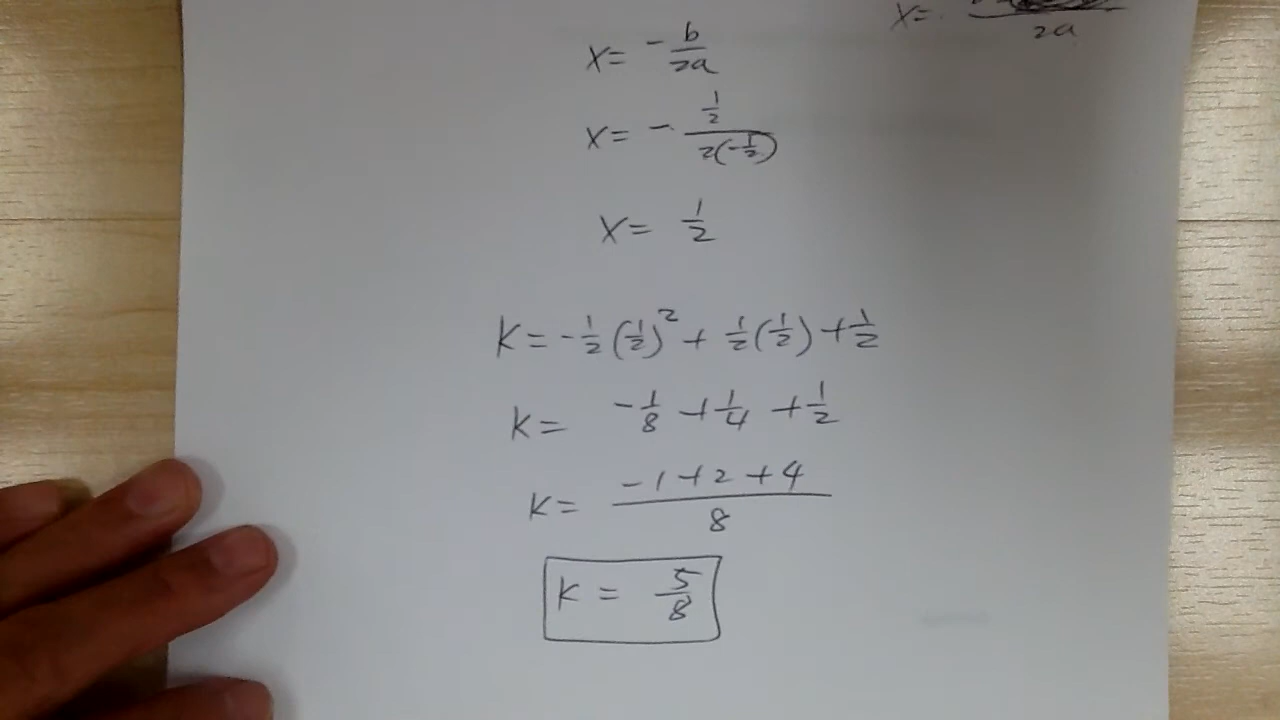 x = - b/2a
x = - (1/2)/(2(-1/2))
x = 1/2
K = -1/2 (1/2)² + 1/2 (1/2) + 1/2
K = -1/8 + 1/4 + 1/2
K = (-1+2+4)/8
K = 5/8
x = /2a